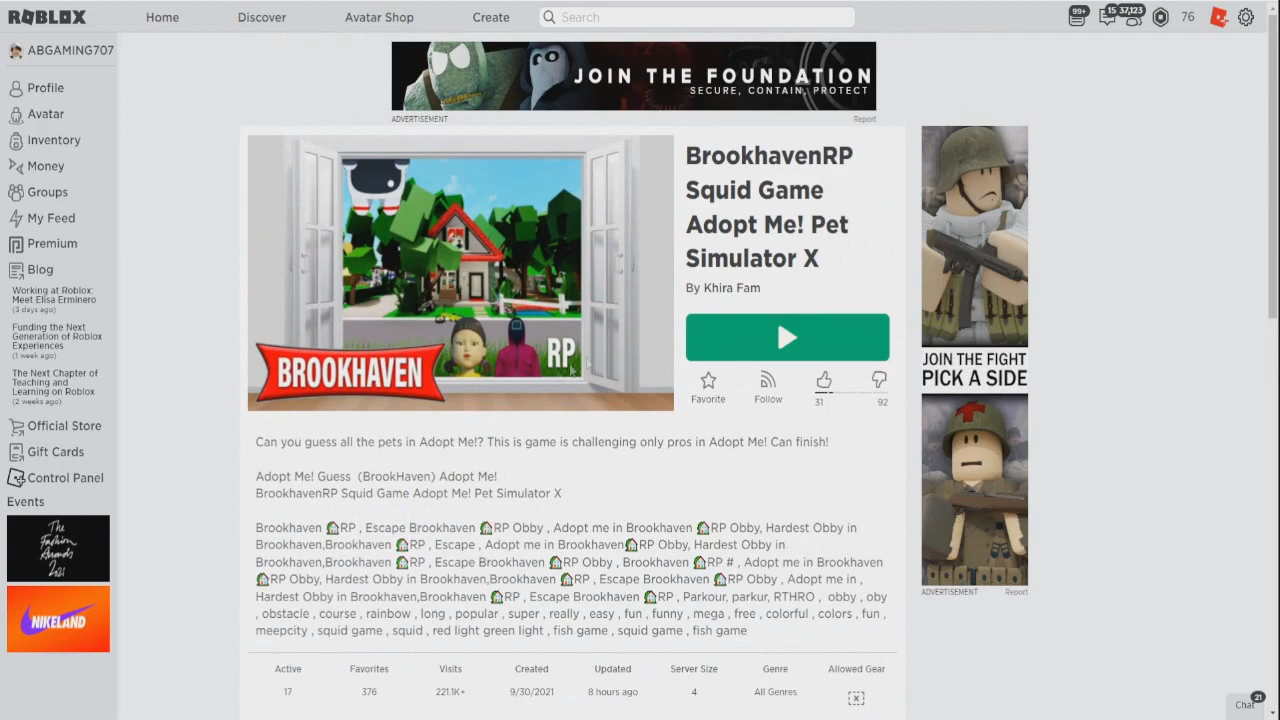 ROBLOX
Home
Discover
Avatar Shop
Create
Search
99+
15
37,123
76
ABGAMING707
Profile
Avatar
Inventory
Money
Groups
My Feed
Premium
Blog
Working at Roblox:
Meet Elisa Erminero
(3 days ago)
Funding the Next
Generation of Roblox
Experiences
(1 week ago)
The Next Chapter of
Teaching and
Learning on Roblox
(2 weeks ago)
Official Store
Gift Cards
Control Panel
Events
The
Fashion
Awards
2021
NIKELAND
JOIN THE FOUNDATION
SECURE, CONTAIN, PROTECT
ADVERTISEMENT
Report
BROOKHAVEN
RP
BrookhavenRP
Squid Game
Adopt Me! Pet
Simulator X
By Khira Fam
Favorite
Follow
31
92
Can you guess all the pets in Adopt Me!? This is game is challenging only pros in Adopt Me! Can finish!
Adopt Me! Guess (BrookHaven) Adopt Me!
BrookhavenRP Squid Game Adopt Me! Pet Simulator X
Brookhaven 🏡RP , Escape Brookhaven 🏡RP Obby , Adopt me in Brookhaven 🏡RP Obby, Hardest Obby in
Brookhaven,Brookhaven 🏡RP , Escape , Adopt me in Brookhaven🏡RP Obby, Hardest Obby in
Brookhaven,Brookhaven 🏡RP , Escape Brookhaven 🏡RP Obby , Brookhaven 🏡RP # , Adopt me in Brookhaven
🏡RP Obby, Hardest Obby in Brookhaven,Brookhaven 🏡RP , Escape Brookhaven 🏡RP Obby , Adopt me in ,
Hardest Obby in Brookhaven,Brookhaven 🏡RP , Escape Brookhaven 🏡RP , Parkour, parkur, RTHRO , obby , oby
, obstacle , course , rainbow , long , popular , super , really , easy , fun , funny , mega , free , colorful , colors , fun ,
meepcity , squid game , squid , red light green light , fish game , squid game , fish game
Active
Favorites
Visits
Created
Updated
Server Size
Genre
Allowed Gear
17
376
221.1K+
9/30/2021
8 hours ago
4
All Genres
JOIN THE FIGHT
PICK A SIDE
ADVERTISEMENT
Report
Chat
21